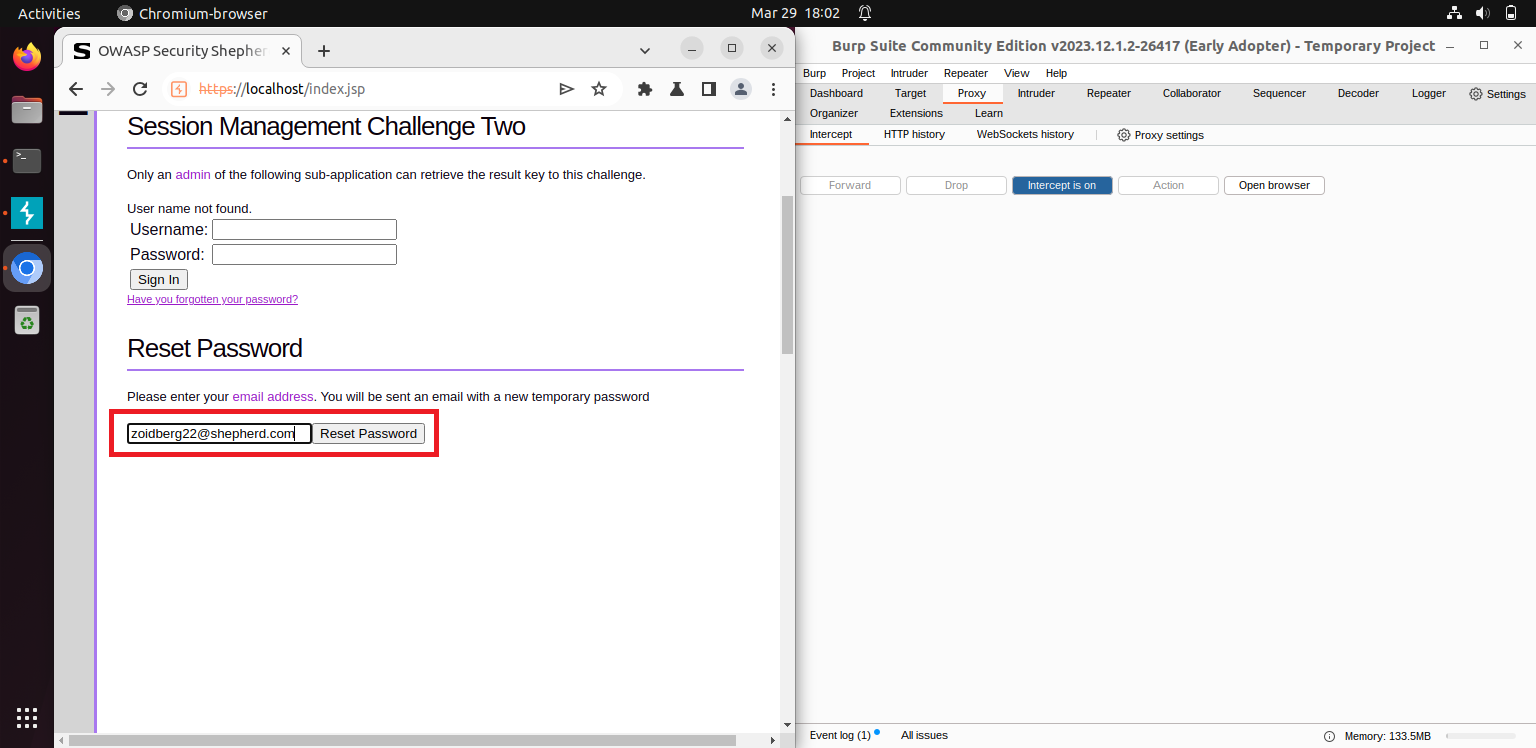 Activities
Chromium-browser
Mar 29 18:02
OWASP Security Shepher
https://localhost/index.jsp
Session Management Challenge Two
Only an admin of the following sub-application can retrieve the result key to this challenge.
User name not found.
Username:
Password:
Sign In
Have you forgotten your password?
Reset Password
Please enter your email address. You will be sent an email with a new temporary password
zoidberg22@shepherd.com Reset Password
Burp Suite Community Edition v2023.12.1.2-26417 (Early Adopter) - Temporary Project
Burp Project Intruder Repeater View Help
Dashboard Target Proxy Intruder Repeater Collaborator Sequencer Decoder Logger Settings
Organizer Extensions Learn
Intercept HTTP history WebSockets history Proxy settings
Forward Drop Intercept is on Action Open browser
Event log (1) All issues Memory: 133.5MB